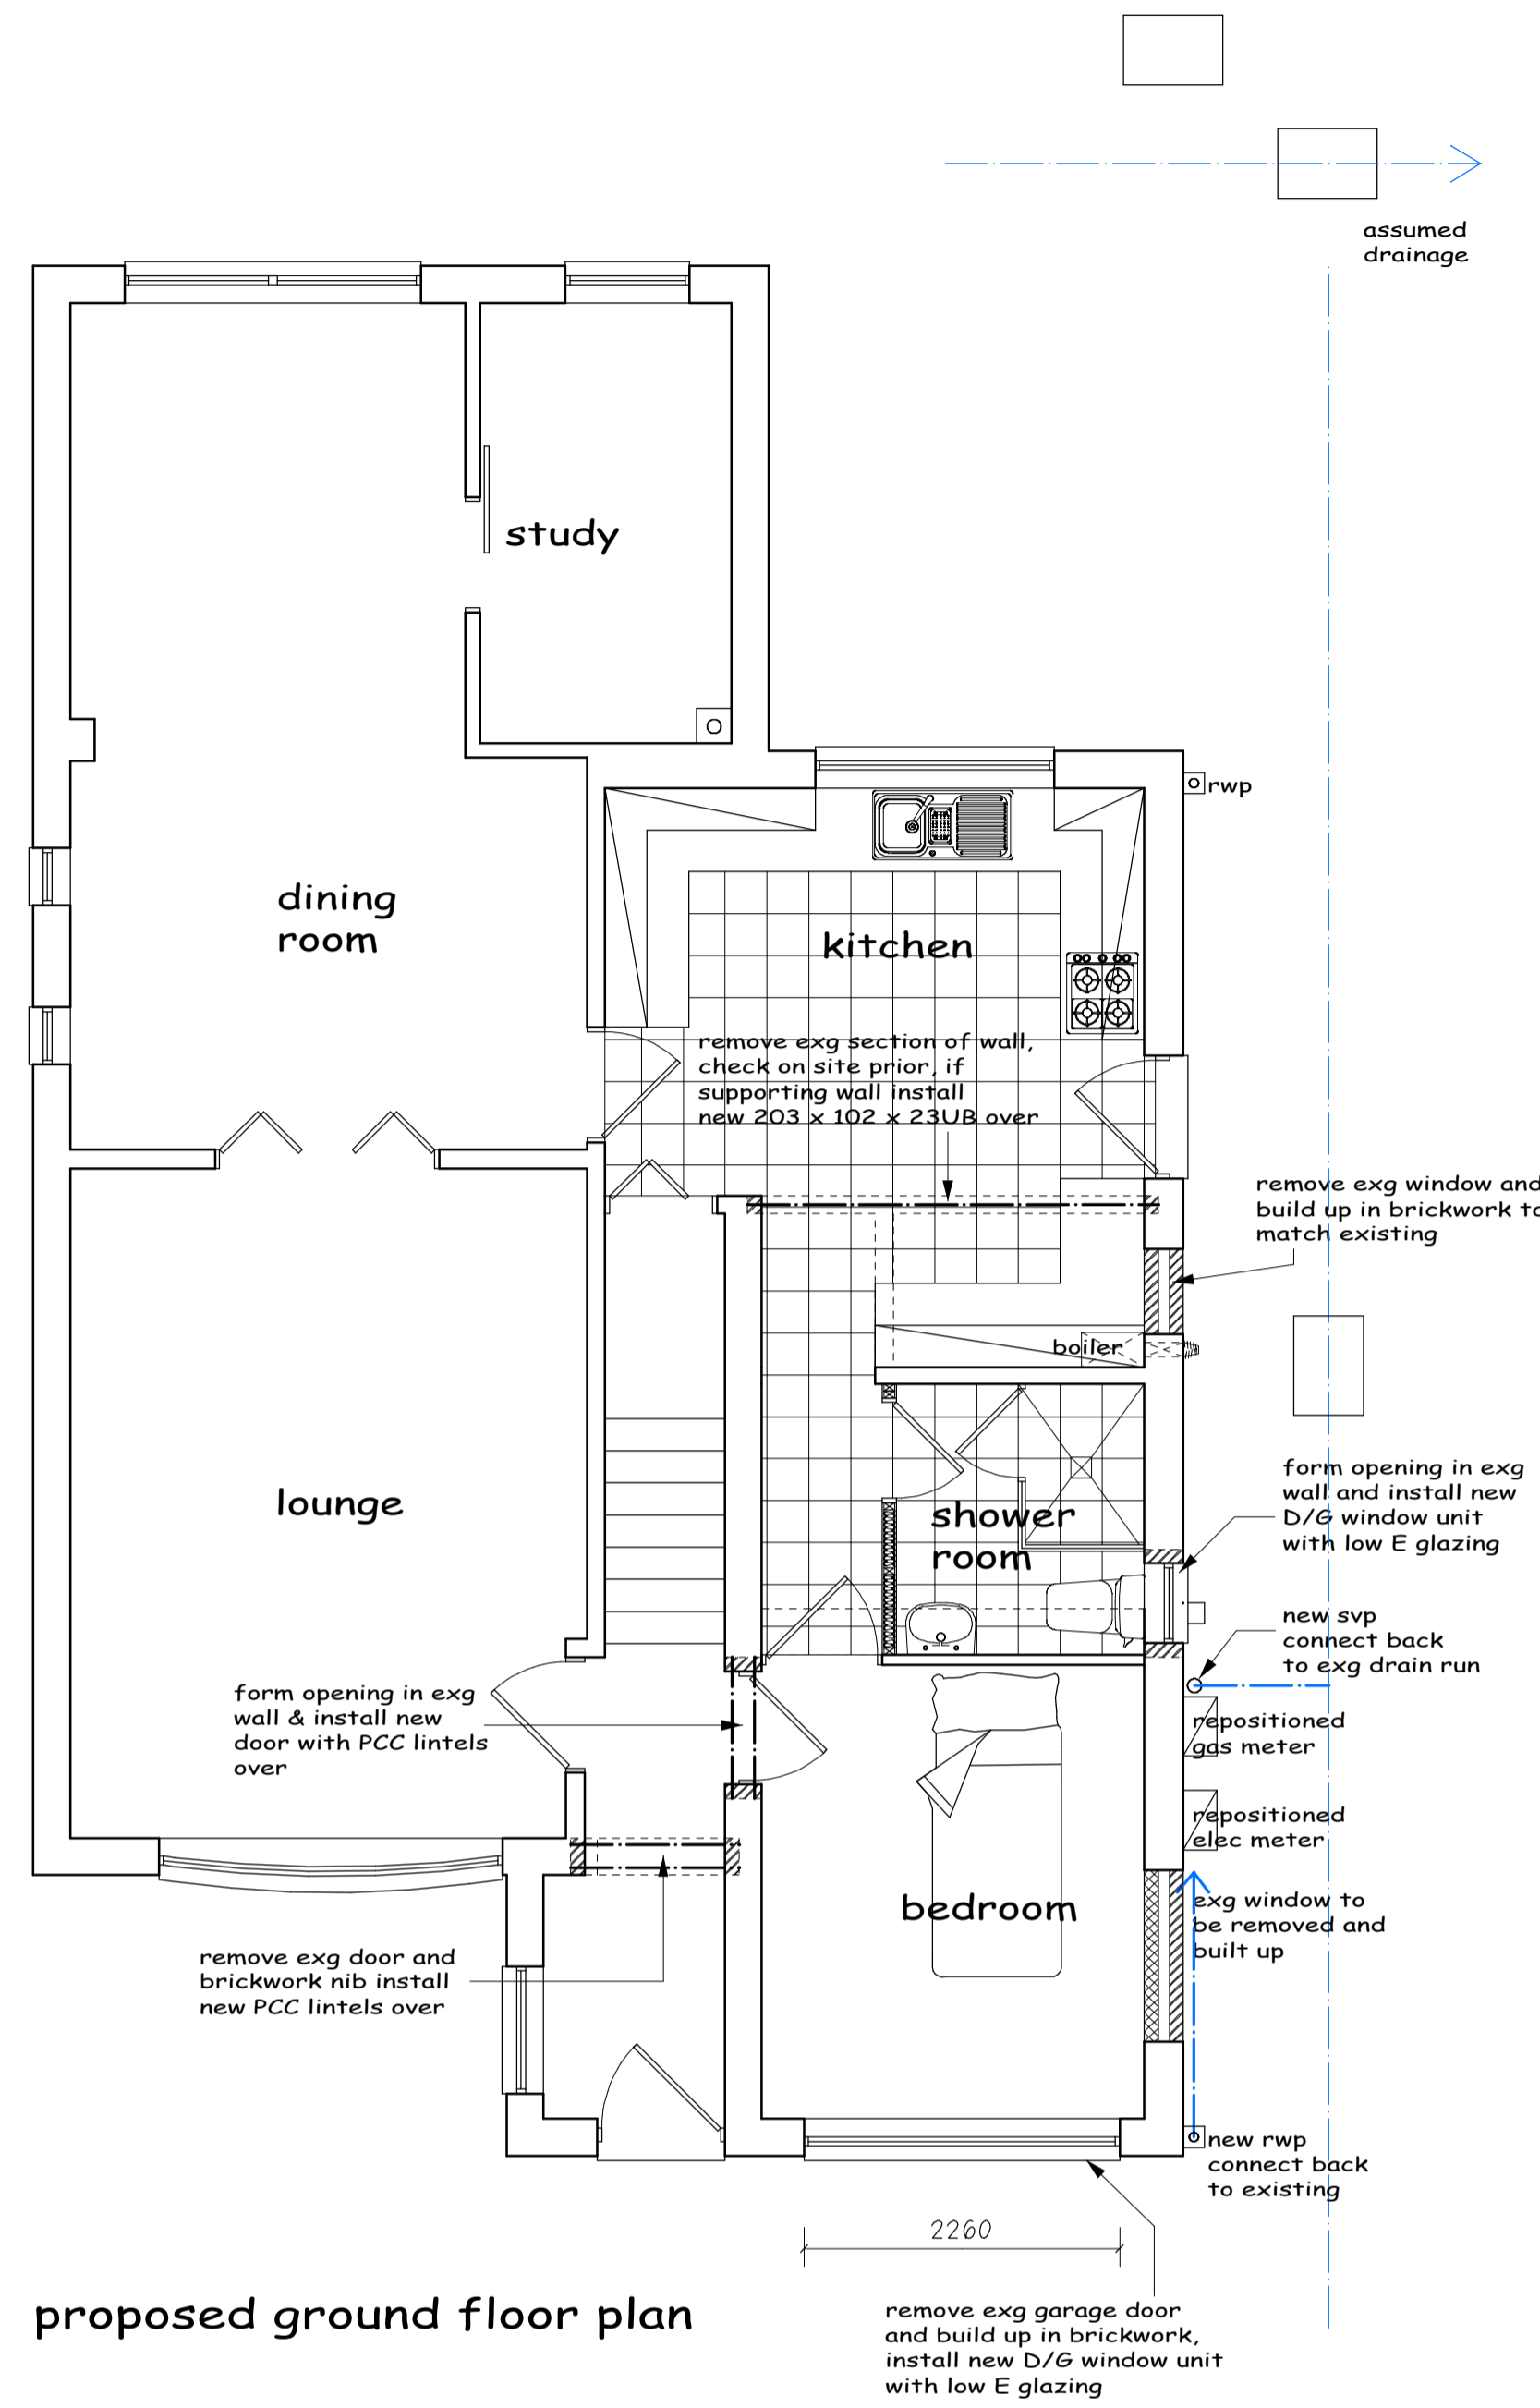 assumed
drainage
study
rwp
dining
room
kitchen
remove exg section of wall,
check on site prior, if
supporting wall install
new 203 x 102 x 23UB over
remove exg window and
build up in brickwork to
match existing
boiler
lounge
shower
room
form opening in exg
wall and install new
D/G window unit
with low E glazing
new svp
connect back
to exg drain run
form opening in exg
wall & install new
door with PCC lintels
over
repositioned
gas meter
repositioned
elec meter
bedroom
exg window to
be removed and
built up
remove exg door and
brickwork nib install
new PCC lintels over
new rwp
connect back
to existing
2260
proposed ground floor plan
remove exg garage door
and build up in brickwork,
install new D/G window unit
with low E glazing